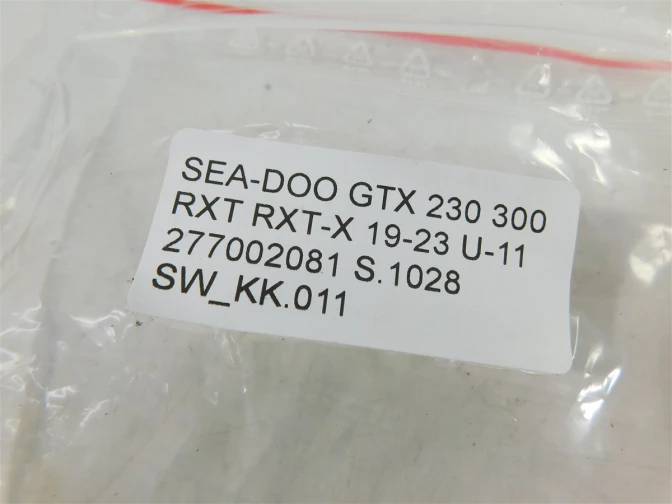 SEA-DOO GTX 230 300
RXT RXT-X 19-23 U-11
277002081 S.1028
SW_KK.011